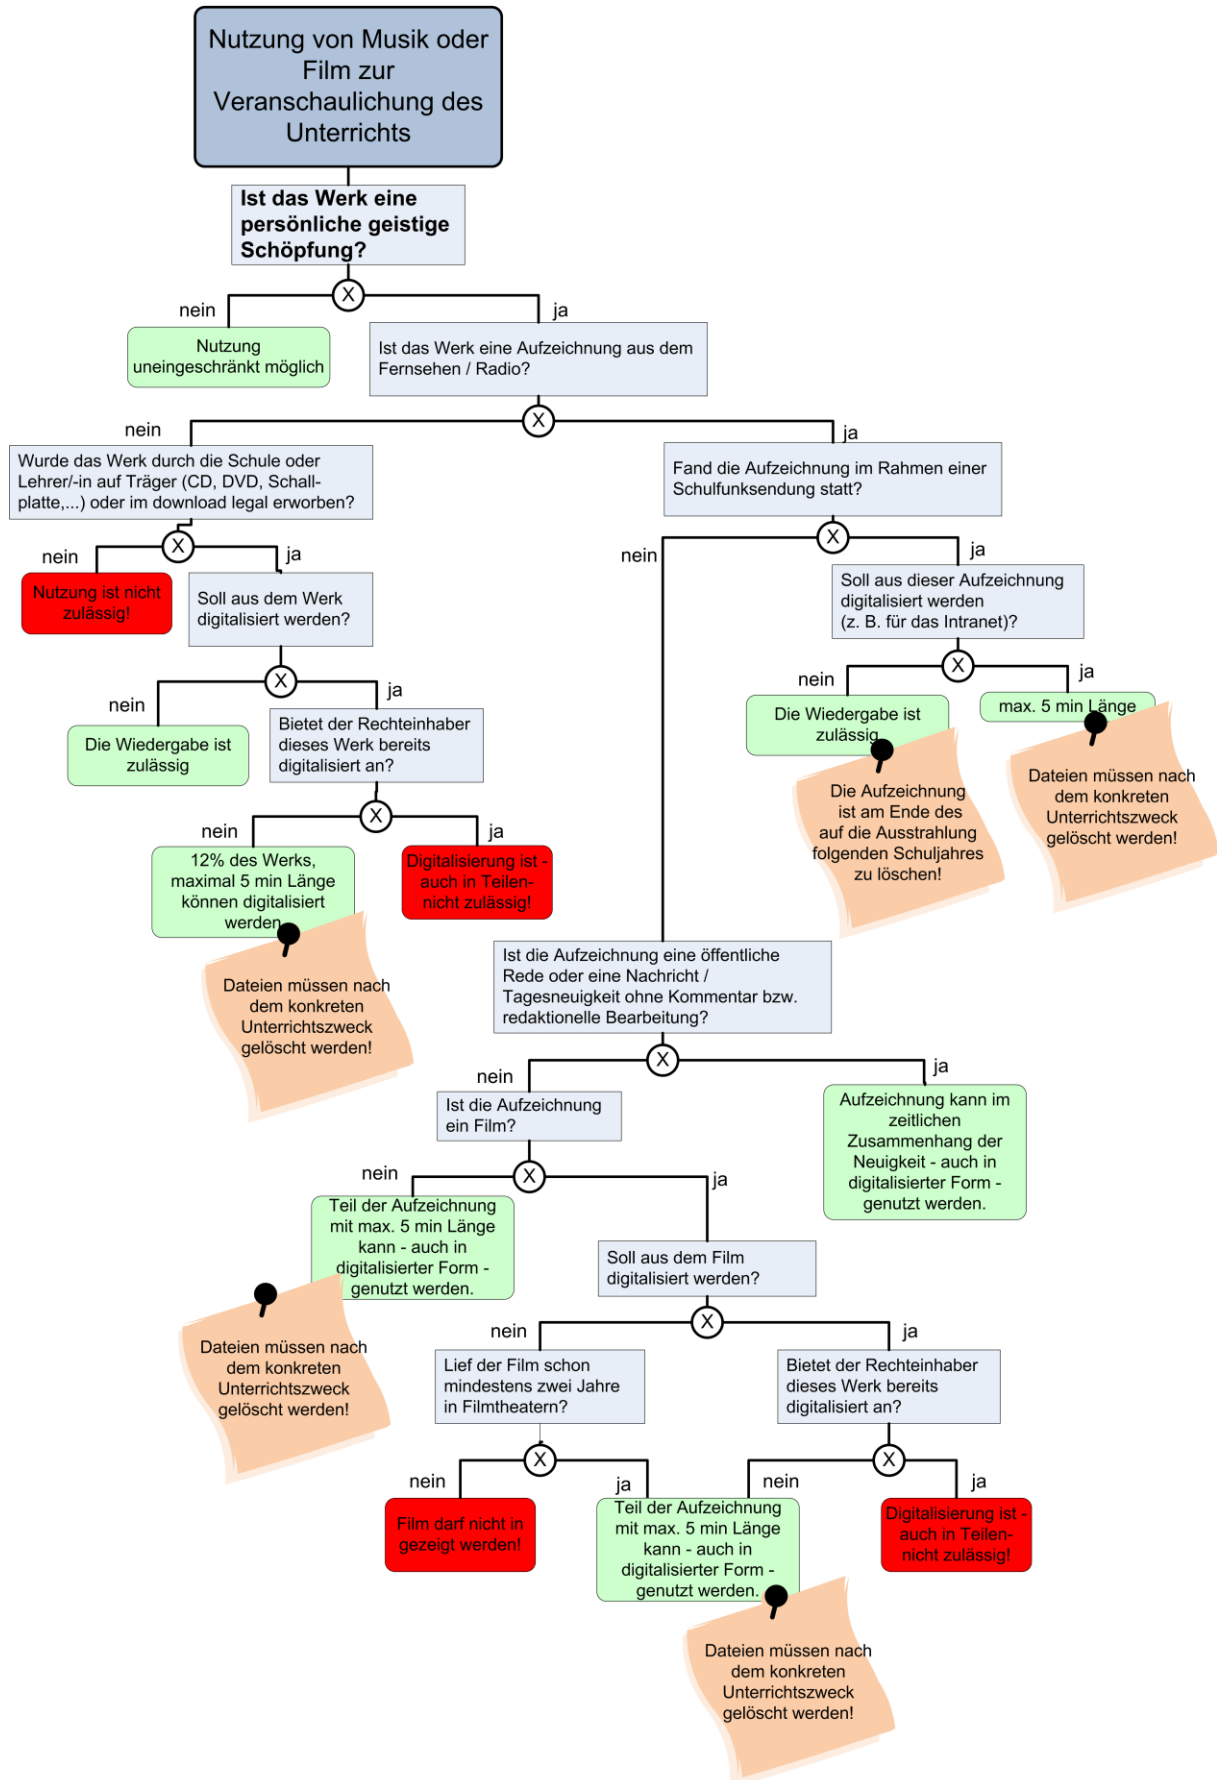 Nutzung von Musik oder
Film zur
Veranschaulichung des
Unterrichts
Ist das Werk eine
persönliche geistige
Schöpfung?
X
nein
ja
Nutzung
uneingeschränkt möglich
Ist das Werk eine Aufzeichnung aus dem
Fernsehen / Radio?
X
nein
ja
Wurde das Werk durch die Schule oder
Lehrer/-in auf Träger (CD, DVD, Schall-
platte,...) oder im download legal erworben?
Fand die Aufzeichnung im Rahmen einer
Schulfunksendung statt?
X
nein
ja
X
nein
ja
Nutzung ist nicht
zulässig!
Soll aus dem Werk
digitalisiert werden?
Soll aus dieser Aufzeichnung
digitalisiert werden
(z. B. für das Intranet)?
X
nein
ja
X
nein
ja
Die Wiedergabe ist
zulässig
Bietet der Rechteinhaber
dieses Werk bereits
digitalisiert an?
Die Wiedergabe ist
zulässig
max. 5 min Länge
Die Aufzeichnung
ist am Ende des
auf die Ausstrahlung
folgenden Schuljahres
zu löschen!
Dateien müssen nach
dem konkreten
Unterrichtszweck
gelöscht werden!
X
nein
ja
12% des Werks,
maximal 5 min Länge
können digitalisiert
werden
Digitalisierung ist -
auch in Teilen-
nicht zulässig!
Dateien müssen nach
dem konkreten
Unterrichtszweck
gelöscht werden!
Ist die Aufzeichnung eine öffentliche
Rede oder eine Nachricht /
Tagesneuigkeit ohne Kommentar bzw.
redaktionelle Bearbeitung?
X
nein
ja
Ist die Aufzeichnung
ein Film?
Aufzeichnung kann im
zeitlichen
Zusammenhang der
Neuigkeit - auch in
digitalisierter Form -
genutzt werden.
X
nein
ja
Teil der Aufzeichnung
mit max. 5 min Länge
kann - auch in
digitalisierter Form -
genutzt werden.
Dateien müssen nach
dem konkreten
Unterrichtszweck
gelöscht werden!
Soll aus dem Film
digitalisiert werden?
X
nein
ja
Lief der Film schon
mindestens zwei Jahre
in Filmtheatern?
Bietet der Rechteinhaber
dieses Werk bereits
digitalisiert an?
X
nein
ja
X
nein
ja
Film darf nicht in
gezeigt werden!
Teil der Aufzeichnung
mit max. 5 min Länge
kann - auch in
digitalisierter Form -
genutzt werden.
Digitalisierung ist -
auch in Teilen-
nicht zulässig!
Dateien müssen nach
dem konkreten
Unterrichtszweck
gelöscht werden!